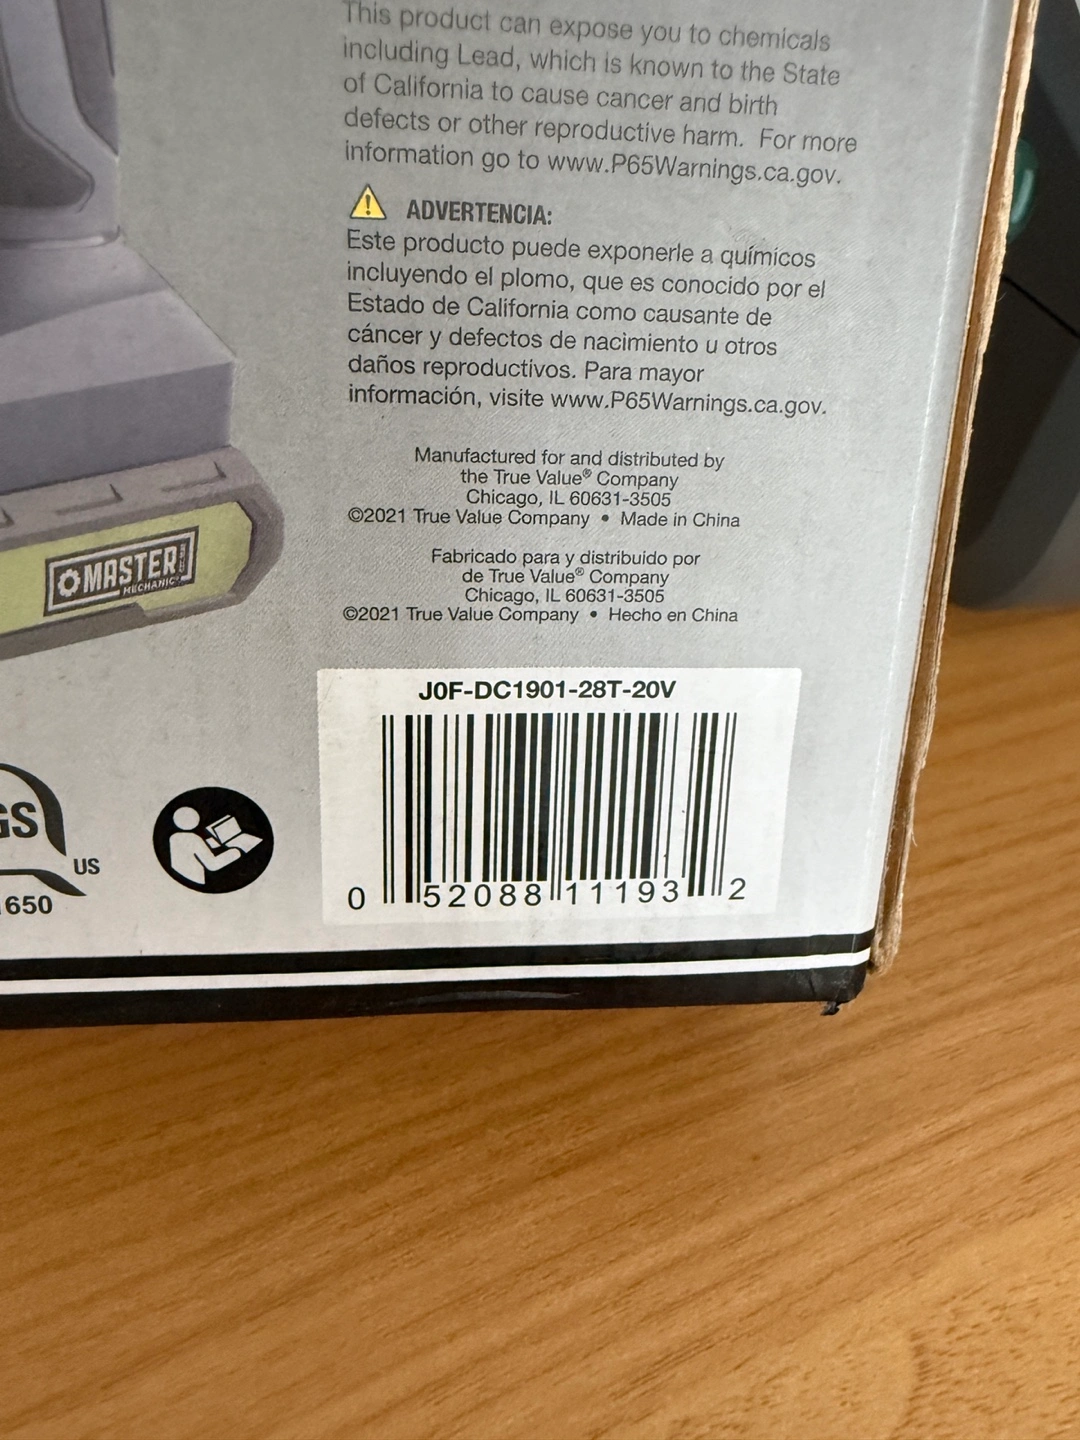 This product can expose you to chemicals
including Lead, which is known to the State
of California to cause cancer and birth
defects or other reproductive harm. For more
information go to www.P65Warnings.ca.gov.
ADVERTENCIA:
Este producto puede exponerle a químicos
incluyendo el plomo, que es conocido por el
Estado de California como causante de
cáncer y defectos de nacimiento u otros
daños reproductivos. Para mayor
información, visite www.P65Warnings.ca.gov.
Manufactured for and distributed by
the True Value® Company
Chicago, IL 60631-3505
©2021 True Value Company • Made in China
Fabricado para y distribuido por
de True Value® Company
Chicago, IL 60631-3505
©2021 True Value Company • Hecho en China
MASTER
MECHANIC®
J0F-DC1901-28T-20V
0 52088 11193 2
GS
US
1650